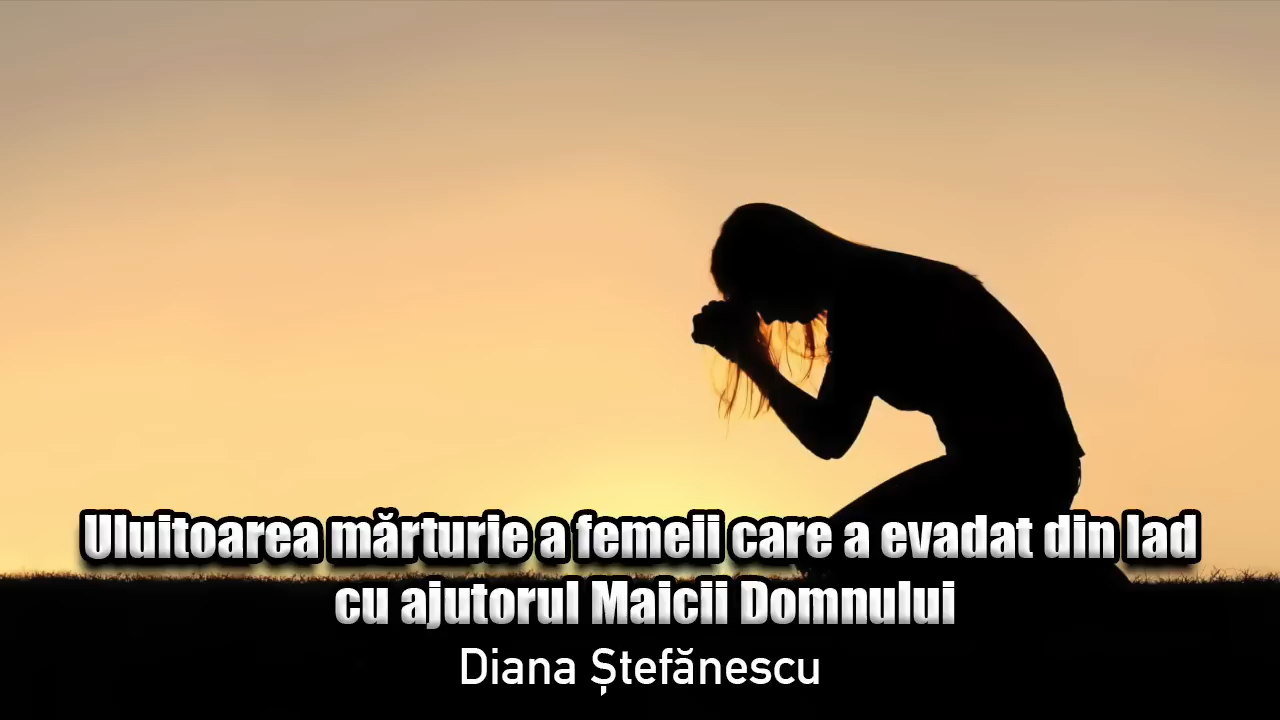 Uluitoarea mărturie a femeii care a evadat din Iad
cu ajutorul Maicii Domnului
Diana Ștefănescu